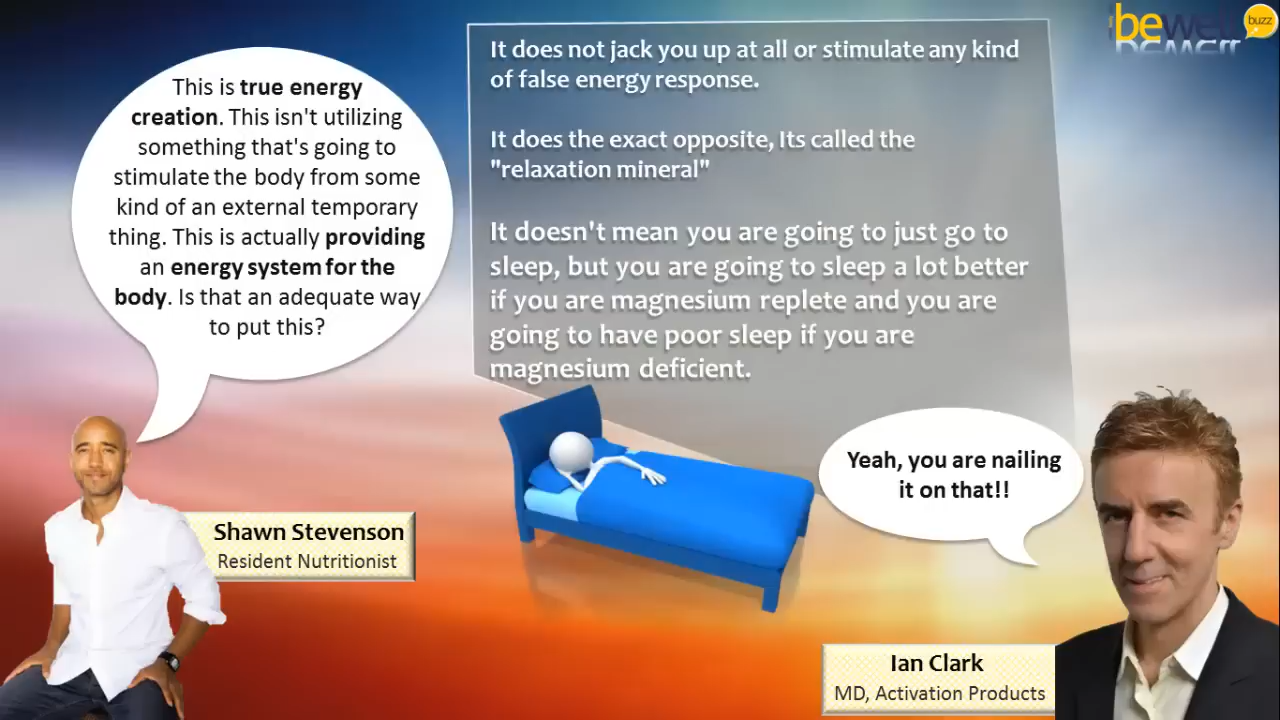 This is true energy
creation. This isn't utilizing
something that's going to
stimulate the body from some
kind of an external temporary
thing. This is actually providing
an energy system for the
body. Is that an adequate way
to put this?
Shawn Stevenson
Resident Nutritionist
It does not jack you up at all or stimulate any kind
of false energy response.
It does the exact opposite, Its called the
"relaxation mineral"
It doesn't mean you are going to just go to
sleep, but you are going to sleep a lot better
if you are magnesium replete and you are
going to have poor sleep if you are
magnesium deficient.
bewell buzz
Yeah, you are nailing
it on that!!
Ian Clark
MD, Activation Products